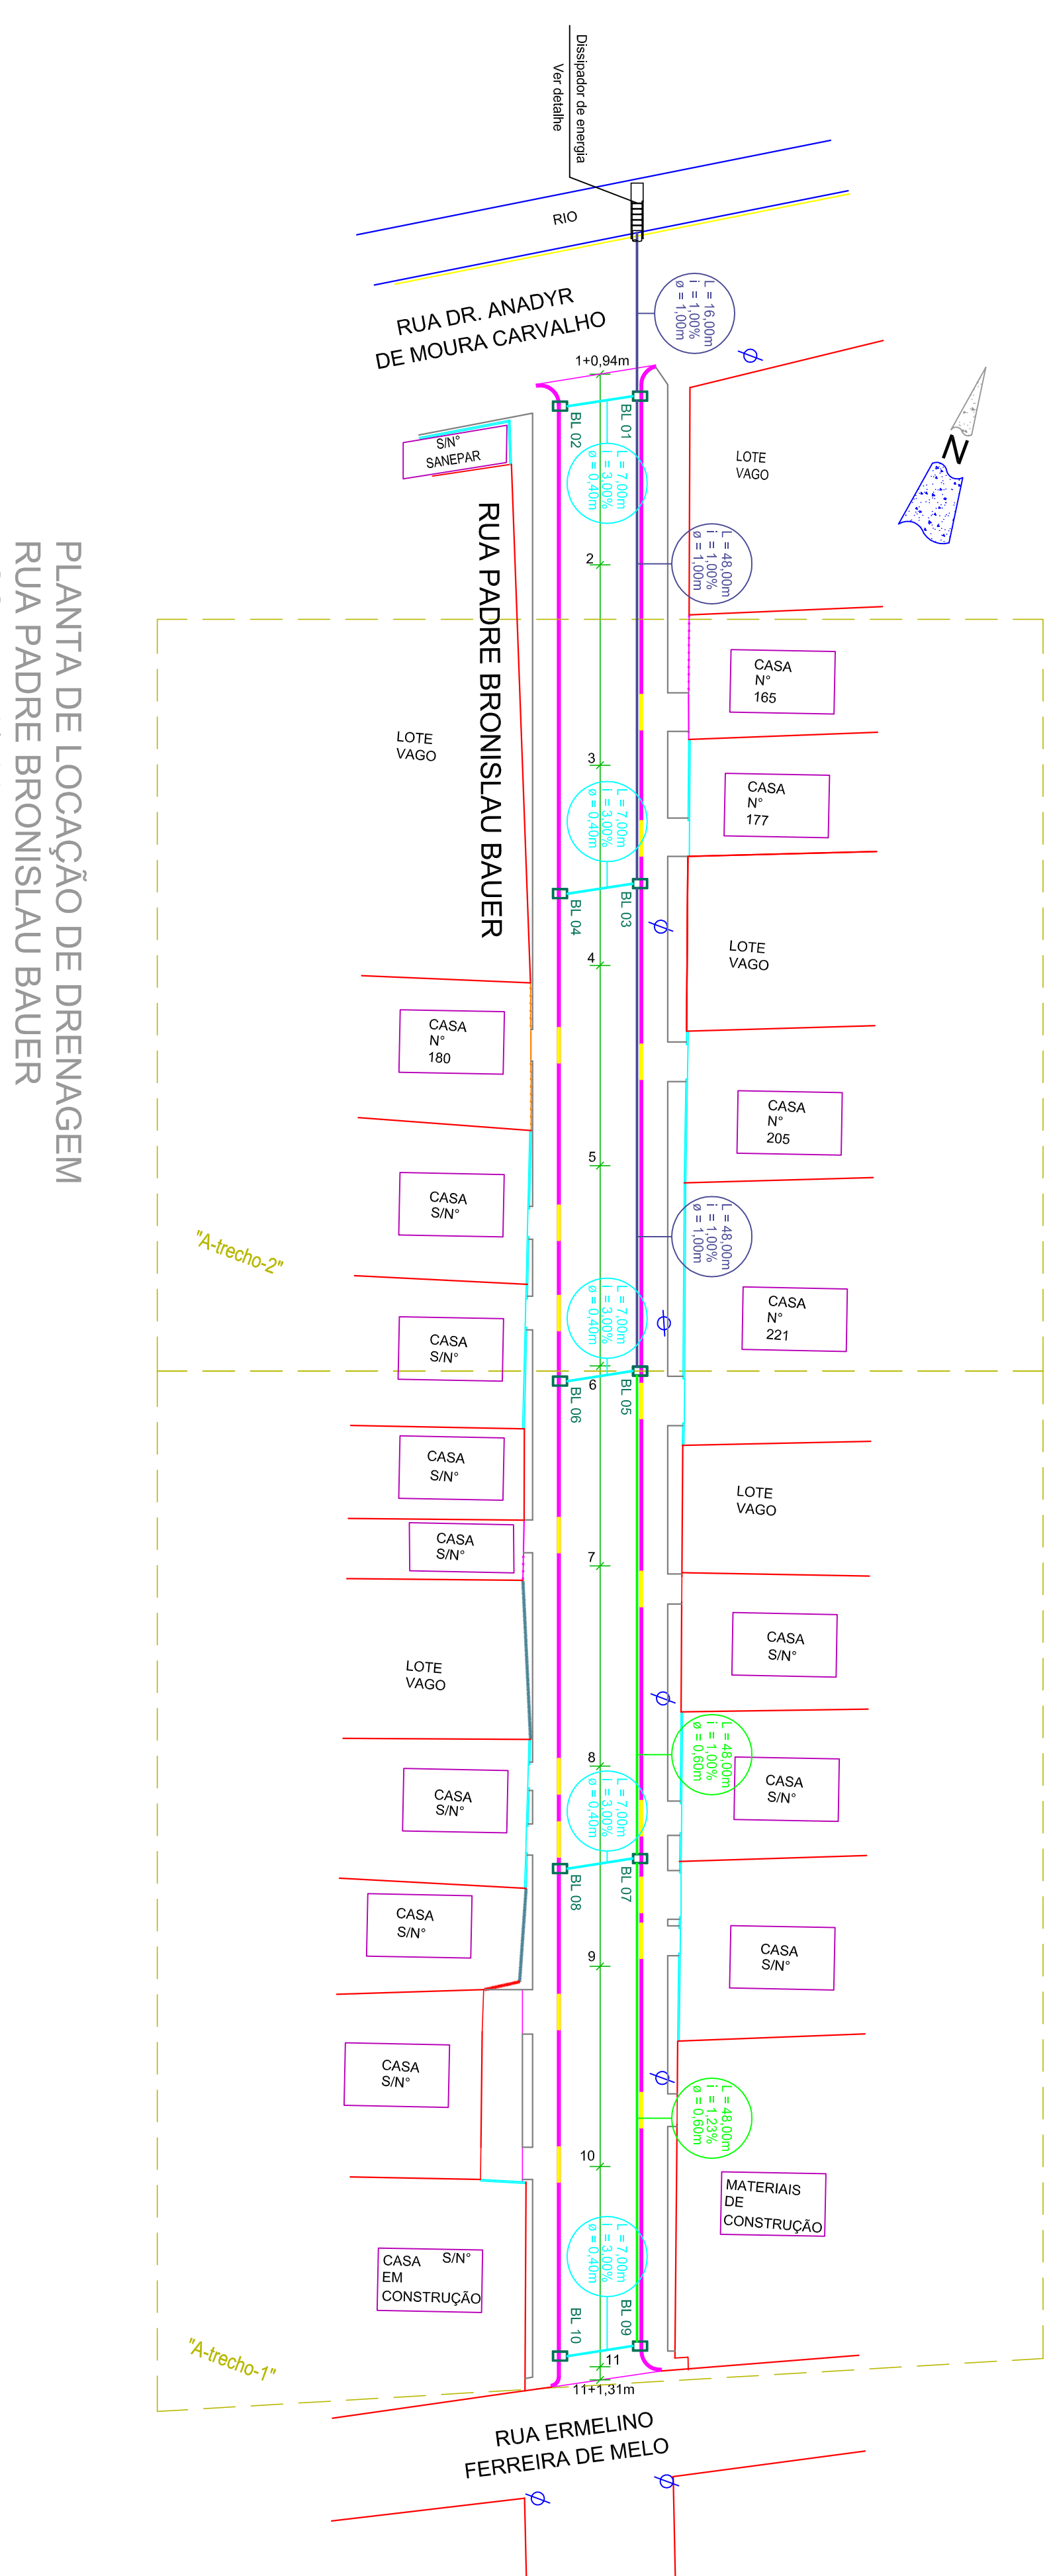 Dissipador de energia
Ver detalhe
RIO
RUA DR. ANADYR
DE MOURA CARVALHO
L = 16,00m
i = 1,00%
ø = 1,00m
1+0,94m
BL 01
BL 02
S/N°
SANEPAR
L = 7,00m
i = 3,00%
ø = 0,40m
LOTE
VAGO
N
RUA PADRE BRONISLAU BAUER
L = 48,00m
i = 1,00%
ø = 1,00m
2
PLANTA DE LOCAÇÃO DE DRENAGEM
RUA PADRE BRONISLAU BAUER
CASA
N°
165
LOTE
VAGO
3
CASA
N°
177
L = 7,00m
i = 3,00%
ø = 0,40m
BL 03
BL 04
LOTE
VAGO
4
CASA
N°
180
CASA
N°
205
5
CASA
S/N°
"A-trecho-2"
L = 48,00m
i = 1,00%
ø = 1,00m
CASA
N°
221
L = 7,00m
i = 3,00%
ø = 0,40m
CASA
S/N°
6
BL 05
BL 06
CASA
S/N°
LOTE
VAGO
CASA
S/N°
7
CASA
S/N°
LOTE
VAGO
L = 48,00m
i = 1,00%
ø = 0,60m
8
CASA
S/N°
CASA
S/N°
L = 7,00m
i = 3,00%
ø = 0,40m
BL 07
BL 08
CASA
S/N°
9
CASA
S/N°
CASA
S/N°
L = 48,00m
i = 1,23%
ø = 0,60m
10
MATERIAIS
DE
CONSTRUÇÃO
CASA S/N°
EM
CONSTRUÇÃO
L = 7,00m
i = 3,00%
ø = 0,40m
BL 09
BL 10
"A-trecho-1"
11
11+1,31m
RUA ERMELINO
FERREIRA DE MELO